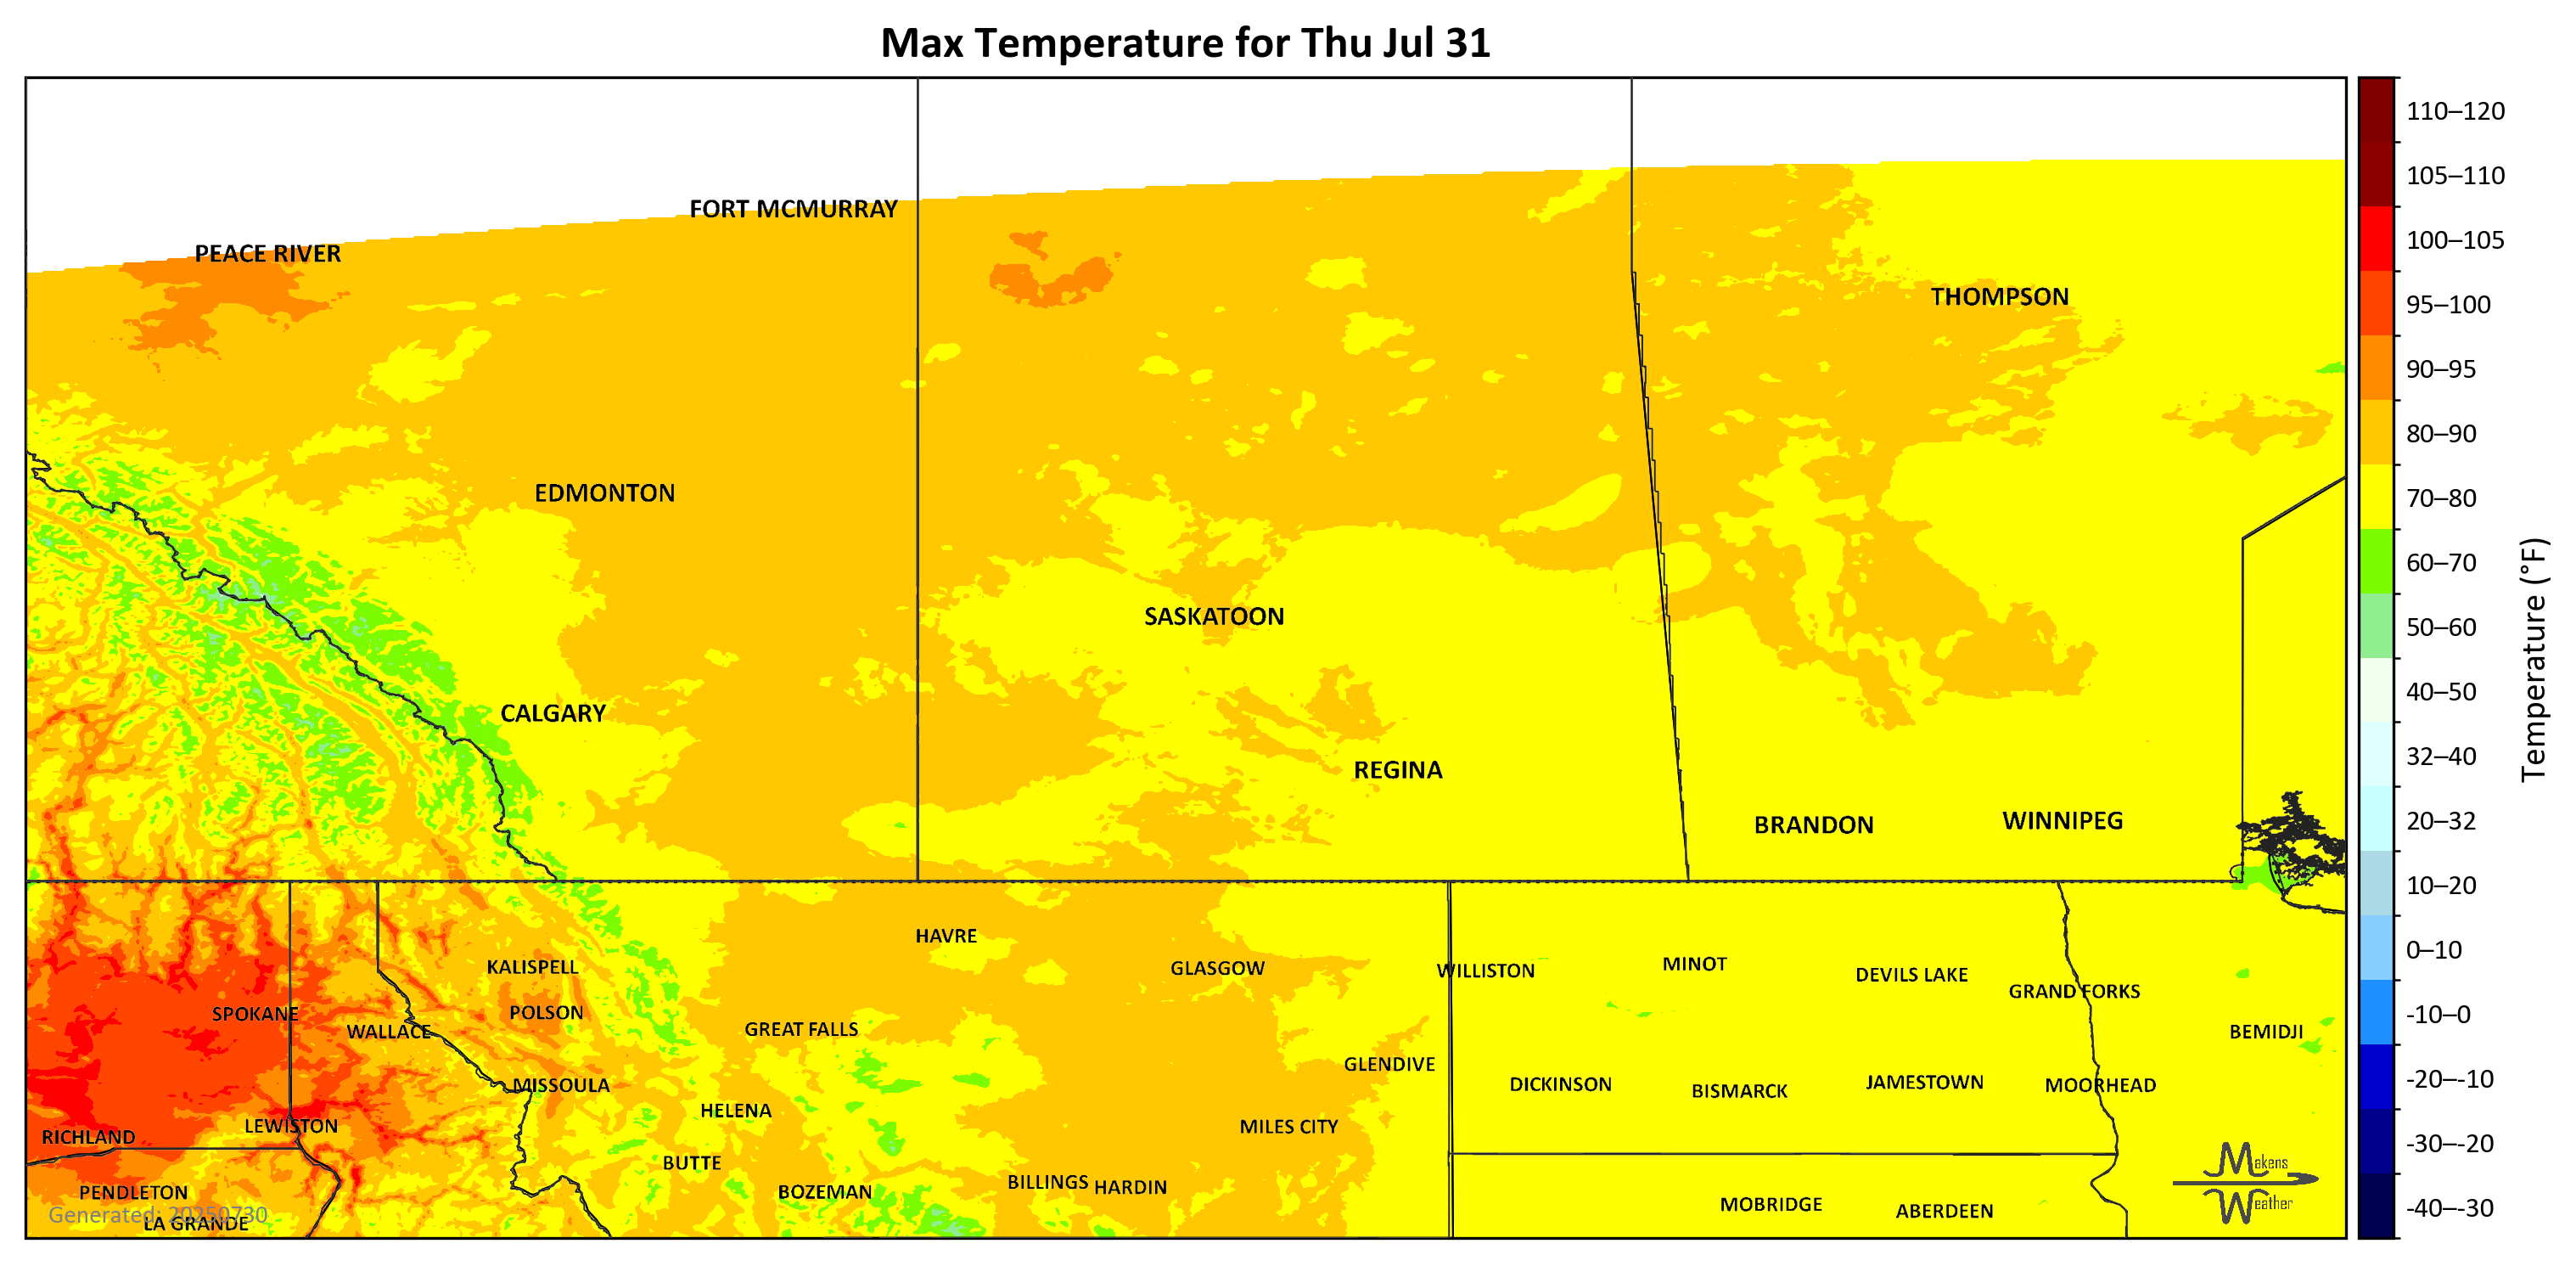 Max Temperature for Thu Jul 31
FORT MCMURRAY
PEACE RIVER
THOMPSON
EDMONTON
SASKATOON
CALGARY
REGINA
BRANDON
WINNIPEG
HAVRE
KALISPELL
GLASGOW
WILLISTON
MINOT
DEVILS LAKE
GRAND FORKS
SPOKANE
POLSON
WALLACE
GREAT FALLS
BEMIDJI
GLENDIVE
MISSOULA
DICKINSON
BISMARCK
JAMESTOWN
MOORHEAD
HELENA
LEWISTON
MILES CITY
RICHLAND
BUTTE
BILLINGS
HARDIN
PENDLETON
BOZEMAN
MOBRIDGE
ABERDEEN
Generated: 20250730
LA GRANDE
Makens
Weather
110–120
105–110
100–105
95–100
90–95
80–90
70–80
60–70
50–60
40–50
32–40
20–32
10–20
0–10
-10–0
-20–-10
-30–-20
-40–-30
Temperature (°F)